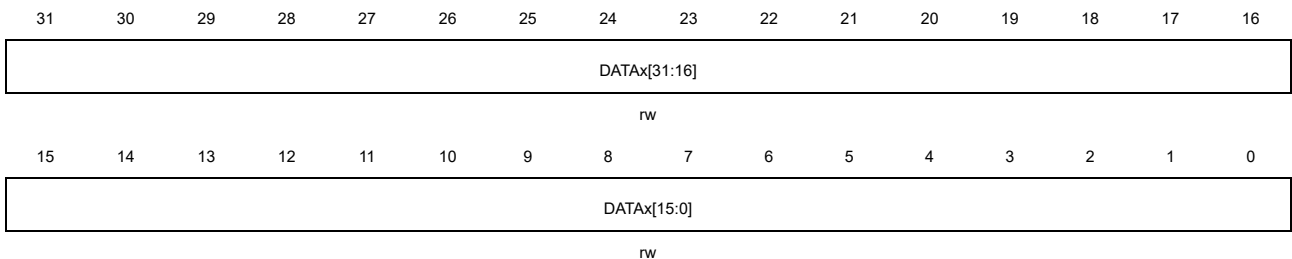 31 30 29 28 27 26 25 24 23 22 21 20 19 18 17 16
DATAx[31:16]
rw
15 14 13 12 11 10 9 8 7 6 5 4 3 2 1 0
DATAx[15:0]
rw